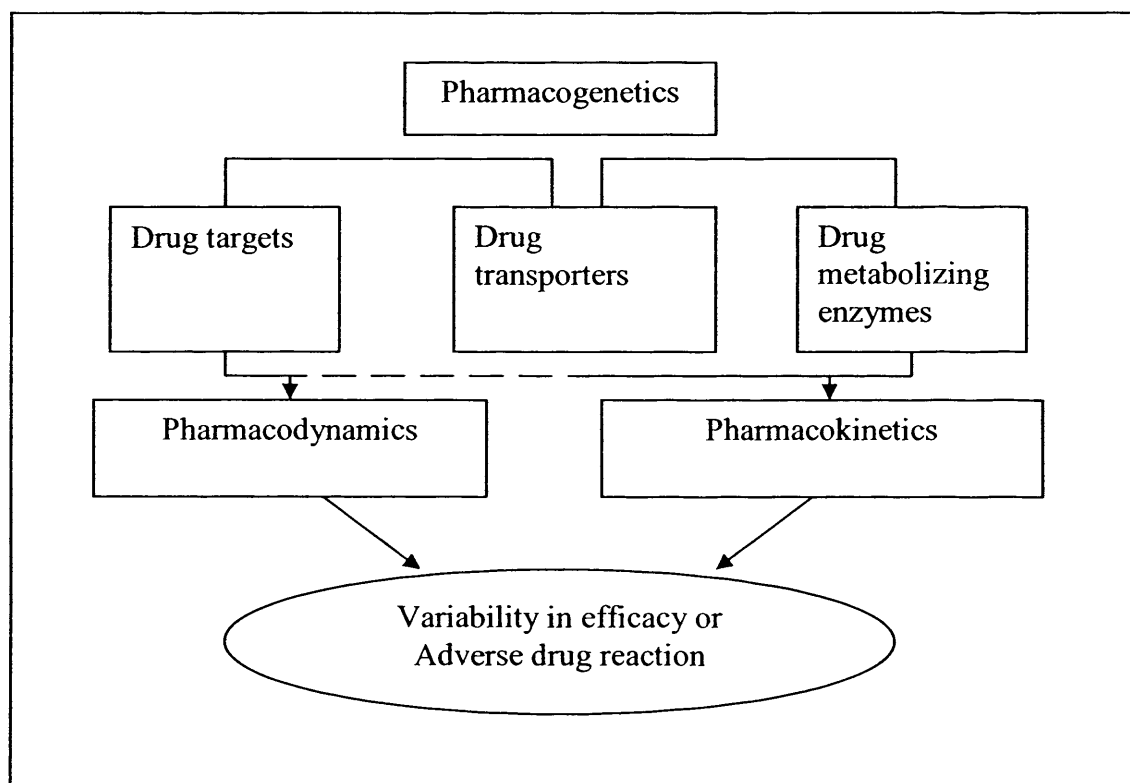 Pharmacogenetics
Drug targets
Drug
transporters
Drug
metabolizing
enzymes
Pharmacodynamics
Pharmacokinetics
Variability in efficacy or
Adverse drug reaction